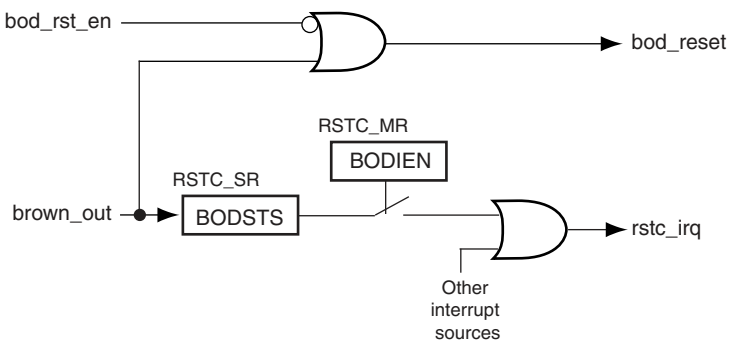 bod_rst_en
bod_reset
RSTC_MR
BODIEN
RSTC_SR
brown_out
BODSTS
rstc_irq
Other
interrupt
sources